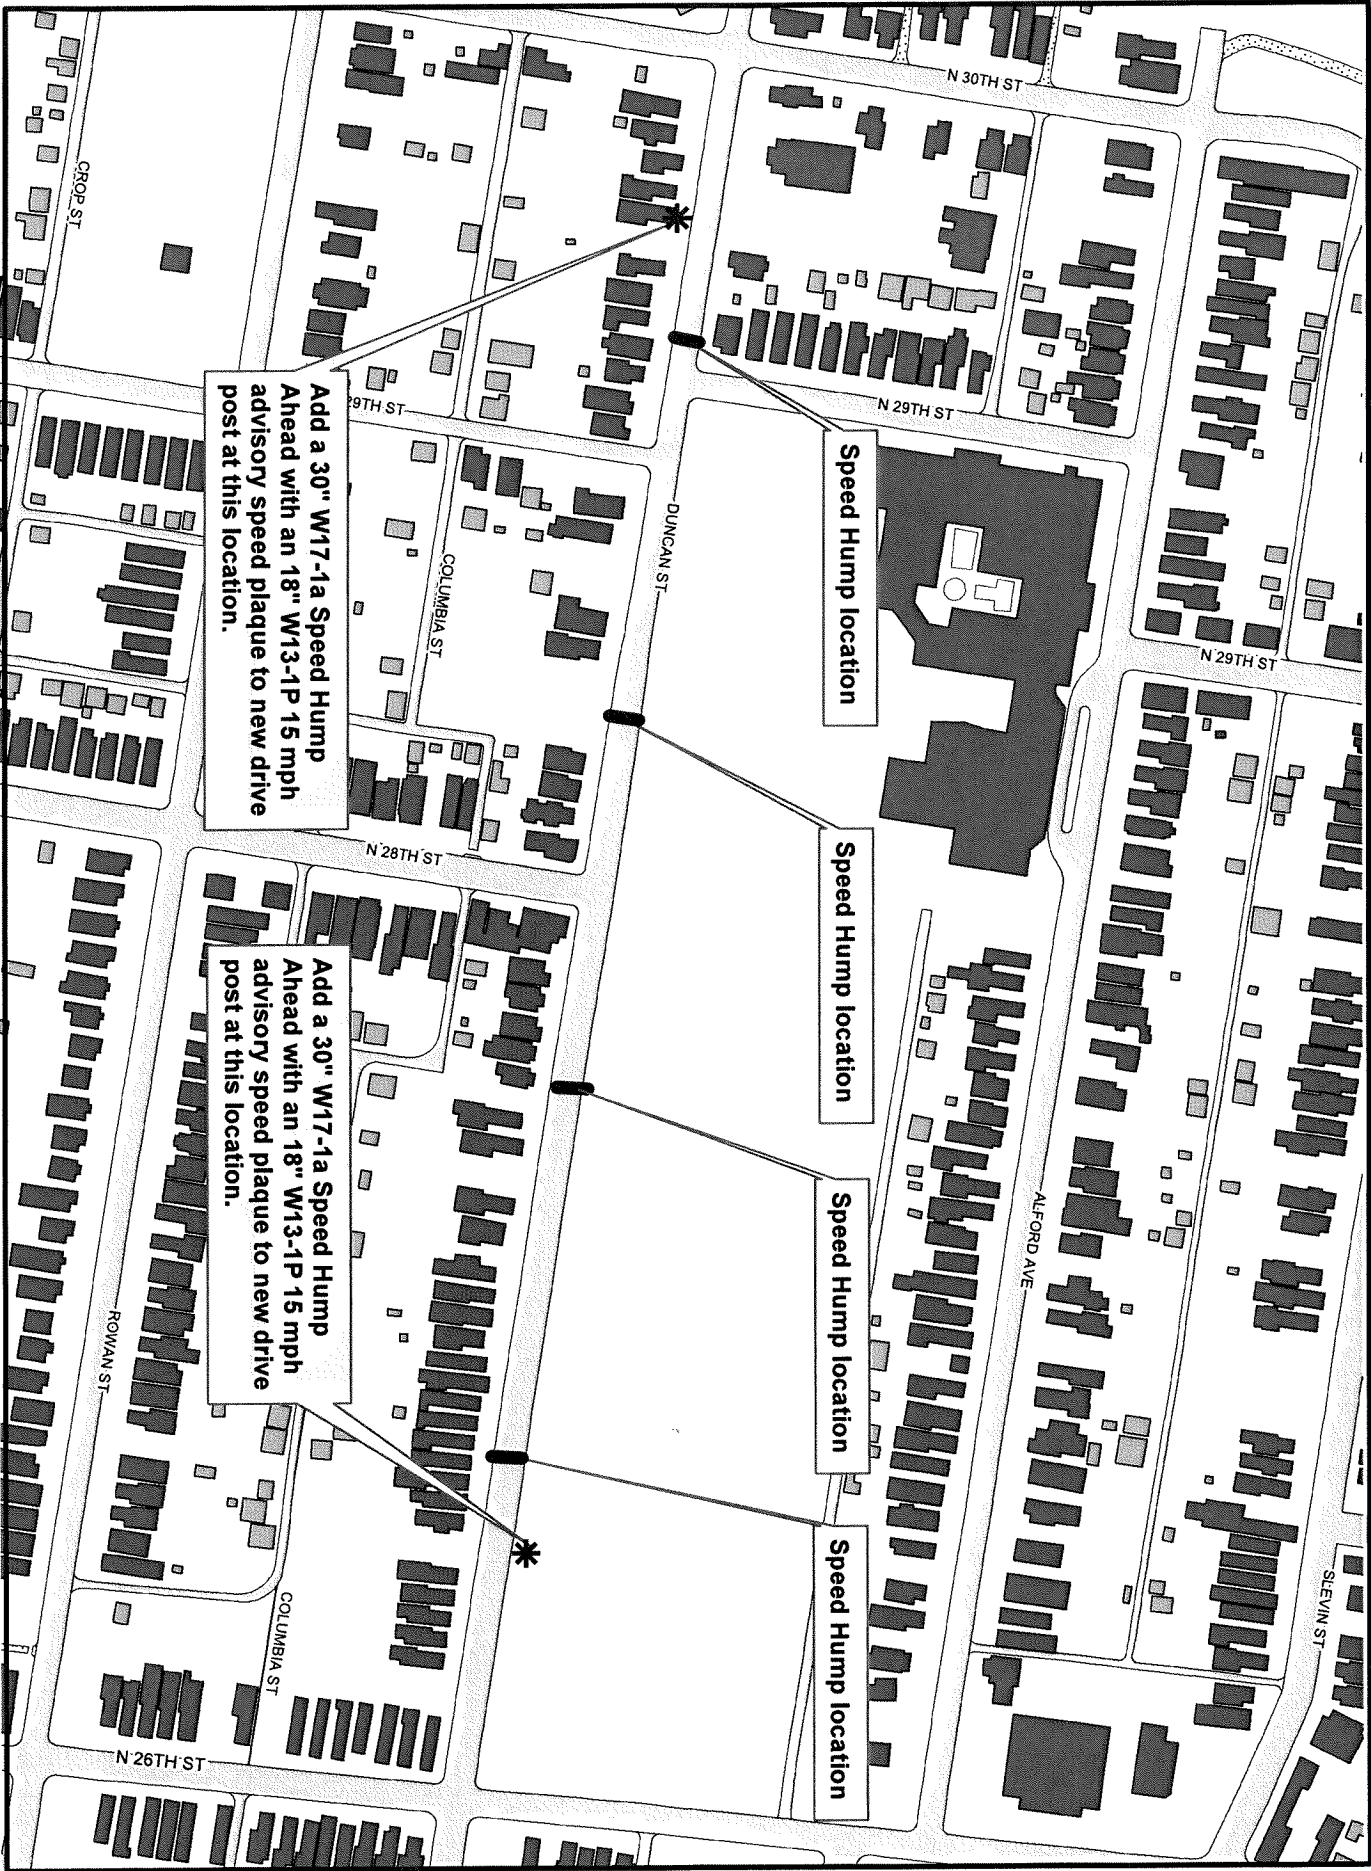 N 30TH ST
CROP ST
29TH ST
N 29TH ST
N 29TH ST
DUNCAN ST
COLUMBIA ST
N 28TH ST
ALFORD AVE
ROWAN ST
COLUMBIA ST
SLEVIN ST
N 26TH ST
Speed Hump location
Speed Hump location
Speed Hump location
Speed Hump location
Add a 30" W17-1a Speed Hump
Ahead with an 18" W13-1P 15 mph
advisory speed plaque to new drive
post at this location.
Add a 30" W17-1a Speed Hump
Ahead with an 18" W13-1P 15 mph
advisory speed plaque to new drive
post at this location.